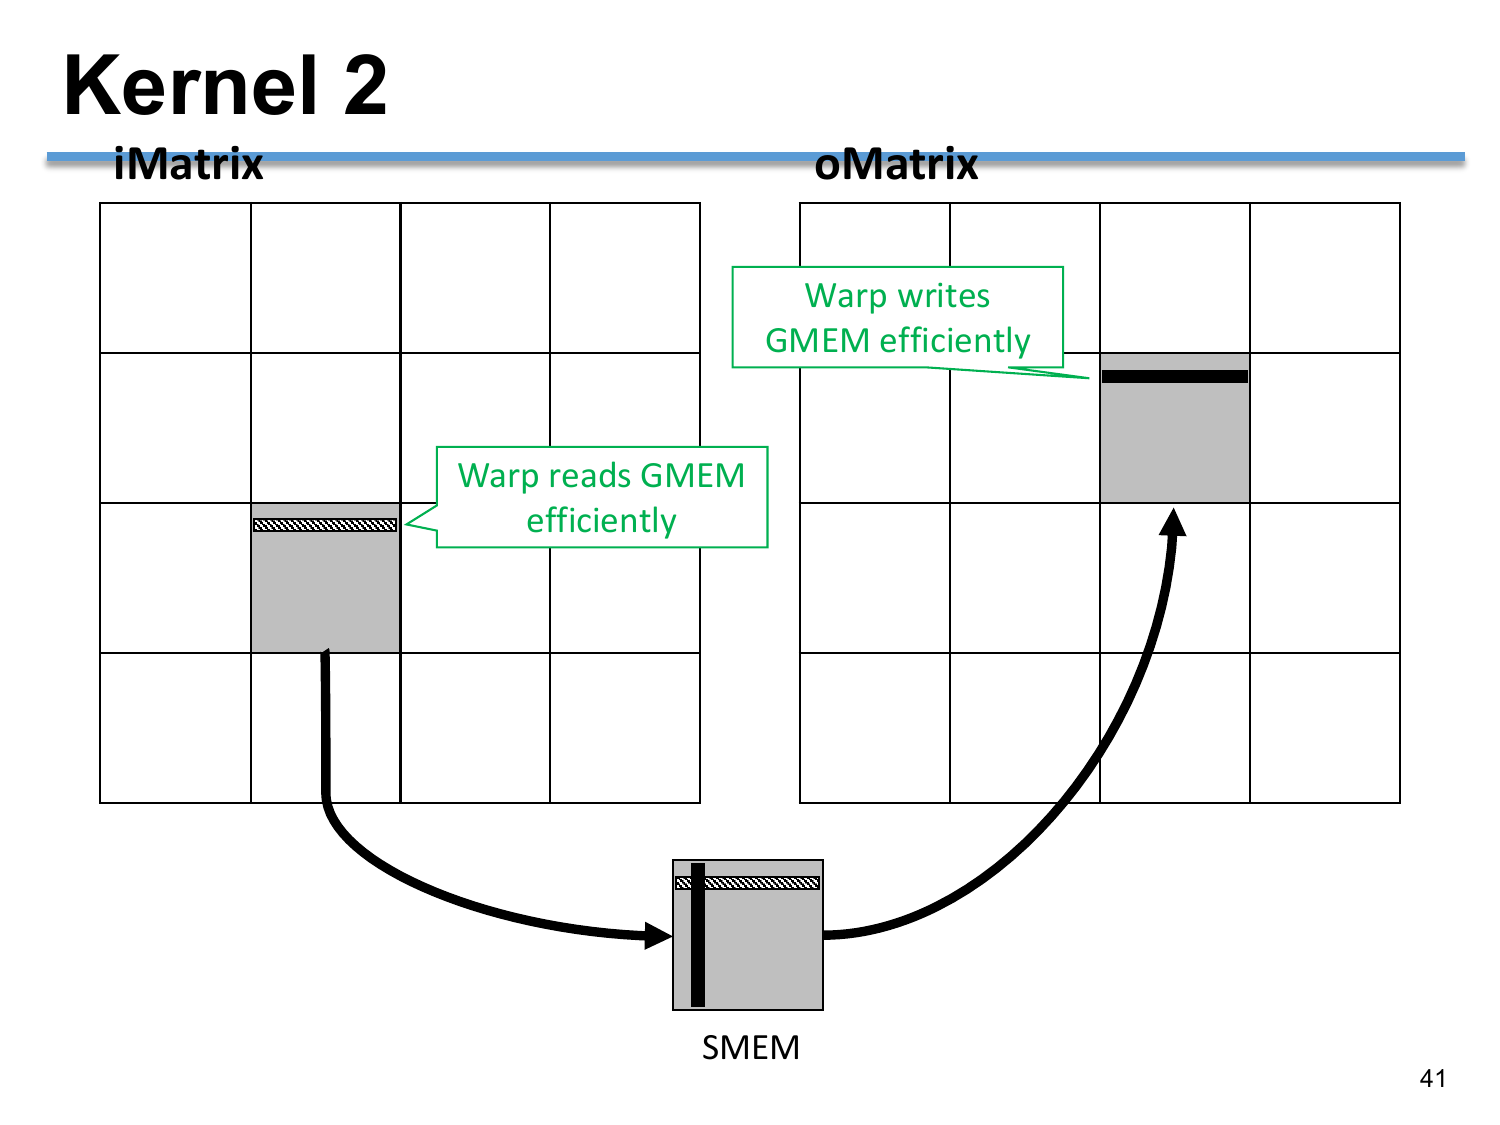 Kernel 2
iMatrix
oMatrix
Warp writes
GMEM efficiently
Warp reads GMEM
efficiently
SMEM
41